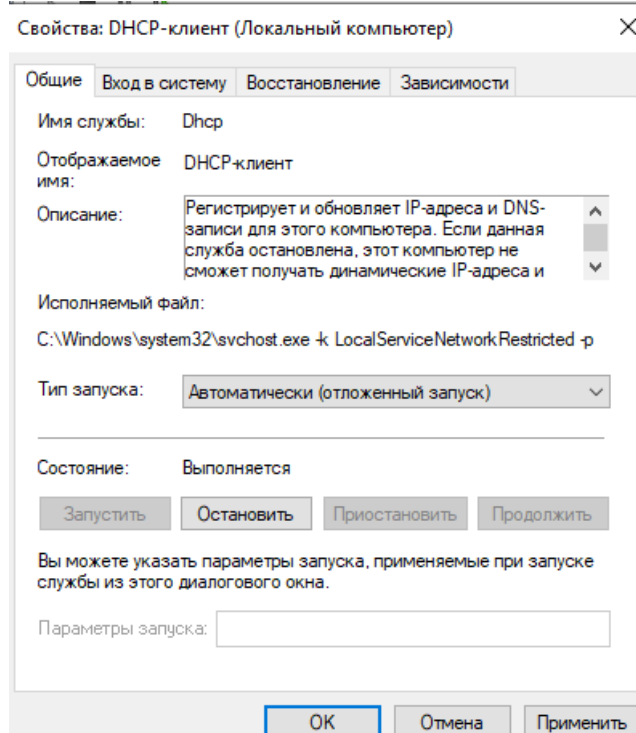 Свойства: DHCP-клиент (Локальный компьютер)
Общие Вход в систему Восстановление Зависимости
Имя службы: Dhcp
Отображаемое имя: DHCP-клиент
Описание: Регистрирует и обновляет IP-адреса и DNS-
записи для этого компьютера. Если данная
служба остановлена, этот компьютер не
сможет получать динамические IP-адреса и
Исполняемый файл:
C:\Windows\system32\svchost.exe -k LocalServiceNetworkRestricted -p
Тип запуска: Автоматически (отложенный запуск)
Состояние: Выполняется
Запустить Остановить Приостановить Продолжить
Вы можете указать параметры запуска, применяемые при запуске
службы из этого диалогового окна.
Параметры запуска:
OK Отмена Применить